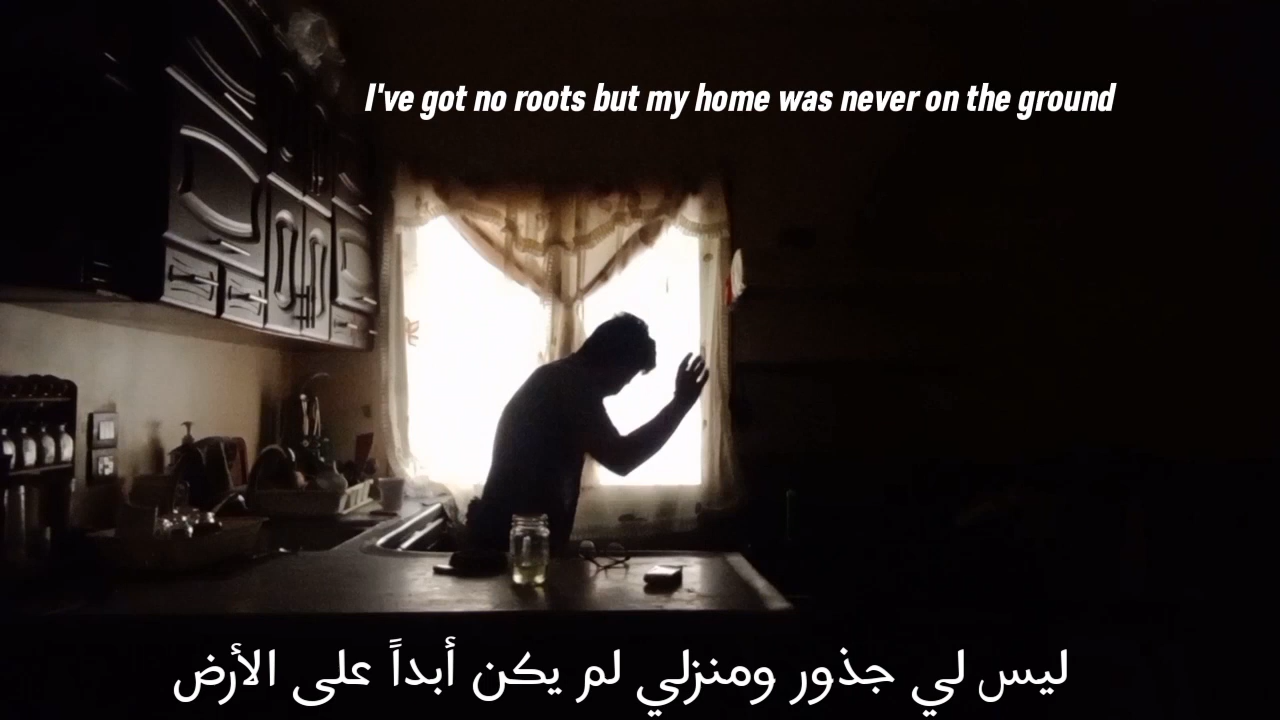 I've got no roots but my home was never on the ground
ليس لي جذور ومنزلي لم يكن أبداً على الأرض